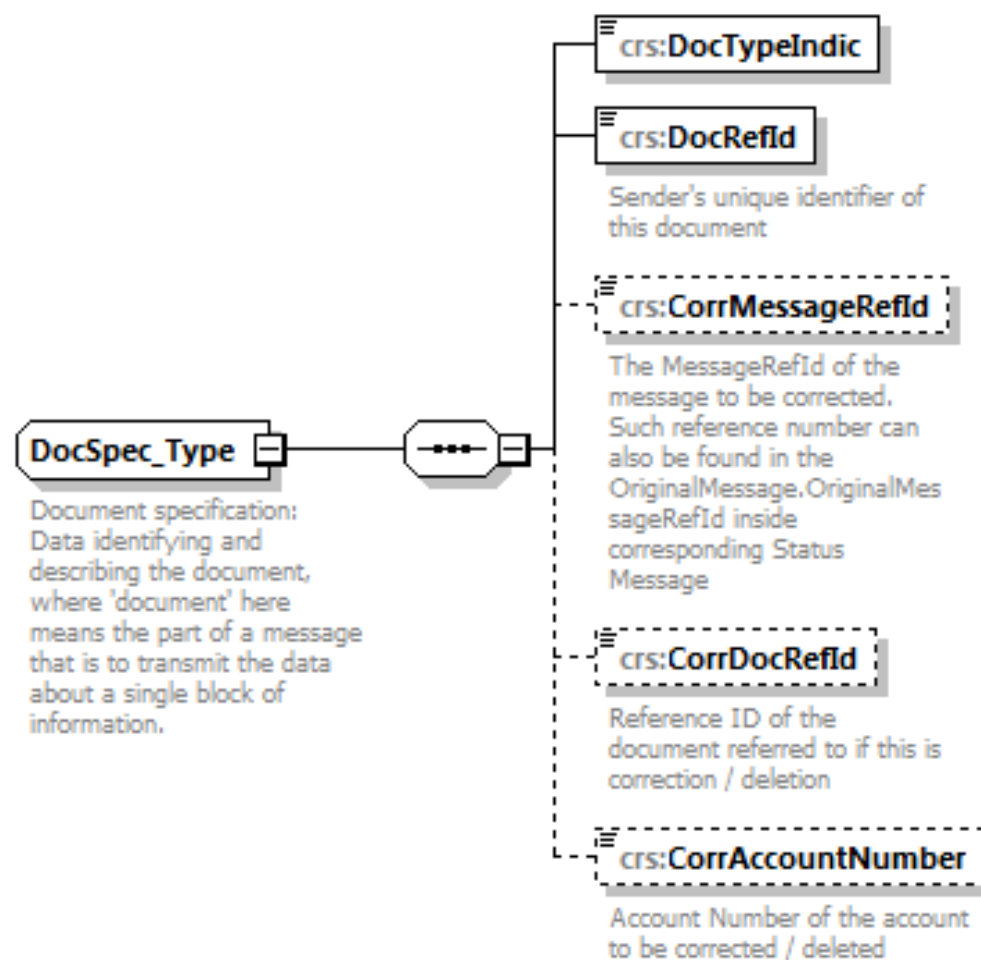 crs:DocTypeIndic
crs:DocRefId
Sender's unique identifier of
this document
crs:CorrMessageRefId
The MessageRefId of the
message to be corrected.
Such reference number can
also be found in the
OriginalMessage.OriginalMes
sageRefId inside
corresponding Status
Message
DocSpec_Type
Document specification:
Data identifying and
describing the document,
where 'document' here
means the part of a message
that is to transmit the data
about a single block of
information.
crs:CorrDocRefId
Reference ID of the
document referred to if this is
correction / deletion
crs:CorrAccountNumber
Account Number of the account
to be corrected / deleted